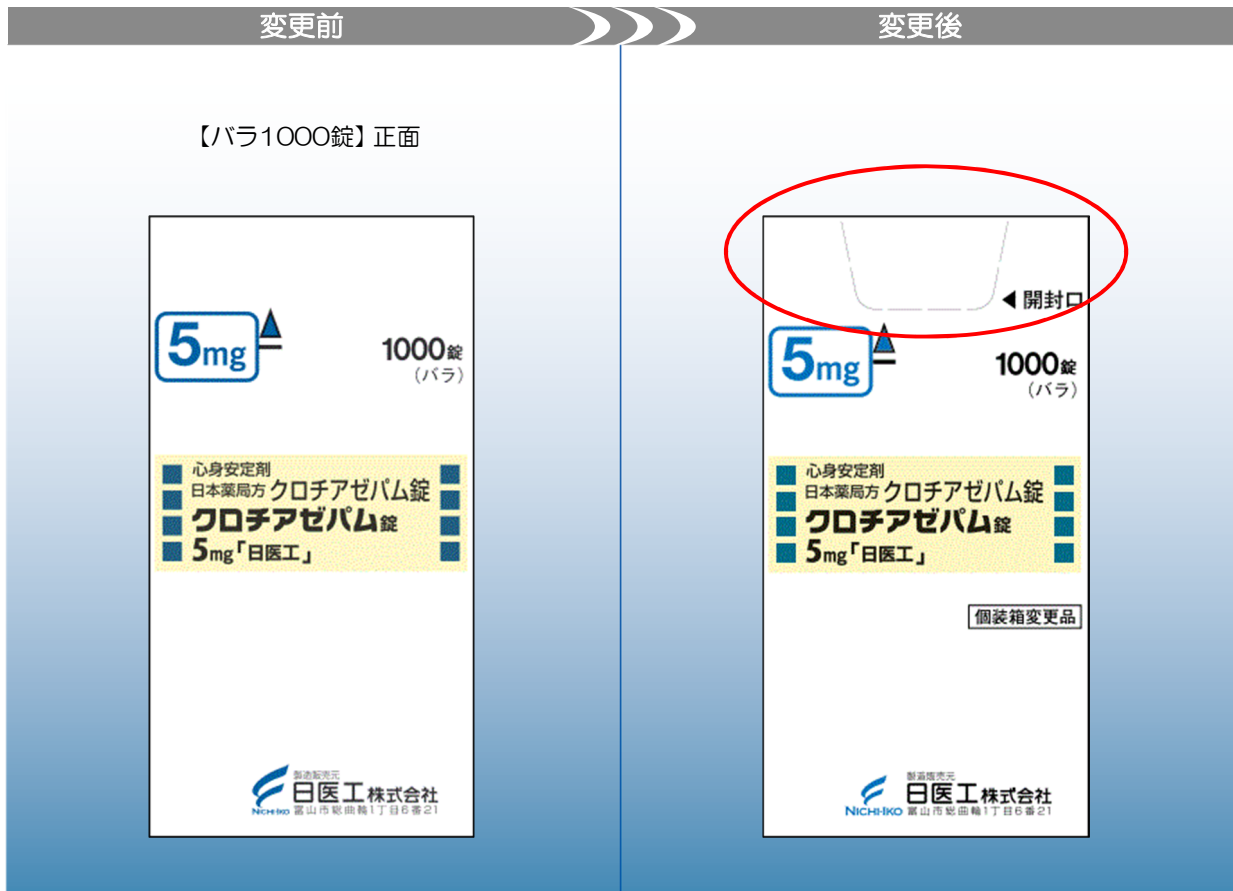 変更前
変更後
【バラ1000錠】正面
5mg
1000錠
(バラ)
心身安定剤
日本薬局方 クロチアゼパム錠
クロチアゼパム錠
5mg「日医工」
製造販売元
日医工株式会社
NICHI-IKO 富山市総曲輪1丁目6番21
◀開封口
5mg
1000錠
(バラ)
心身安定剤
日本薬局方 クロチアゼパム錠
クロチアゼパム錠
5mg「日医工」
個装箱変更品
製造販売元
日医工株式会社
NICHI-IKO 富山市総曲輪1丁目6番21